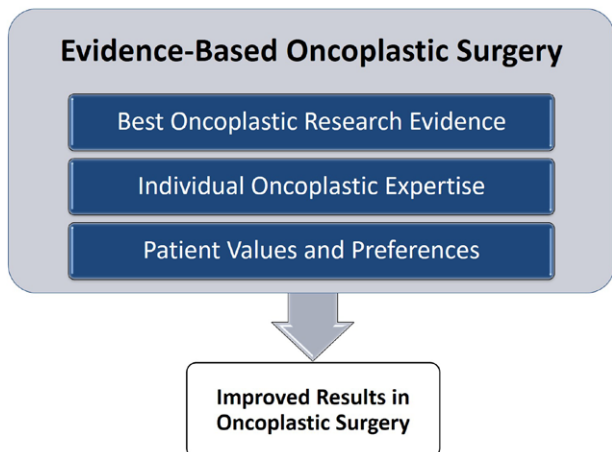 Evidence-Based Oncoplastic Surgery
Best Oncoplastic Research Evidence
Individual Oncoplastic Expertise
Patient Values and Preferences
Improved Results in
Oncoplastic Surgery